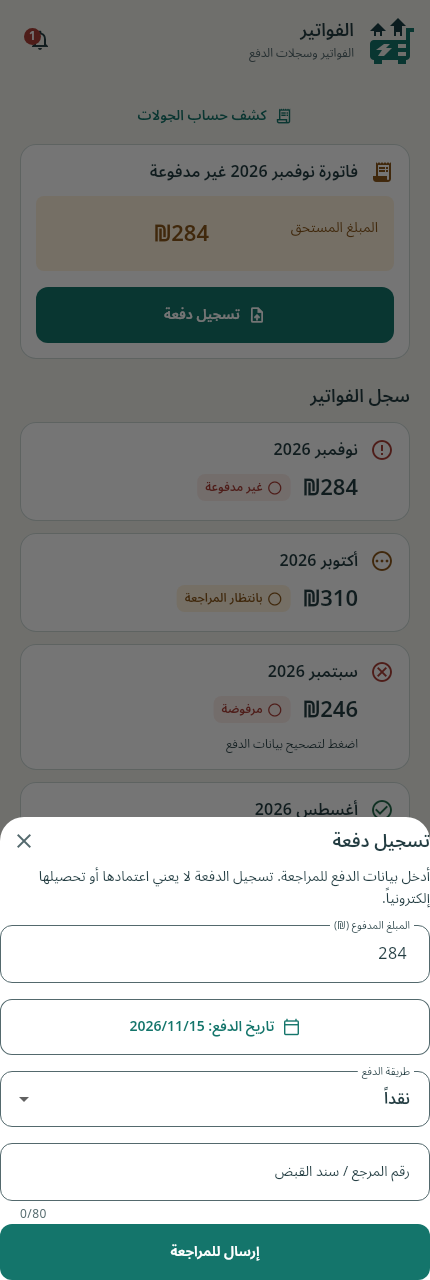 الفواتير
الفواتير وسجلات الدفع
1
كشف حساب الجولات
فاتورة نوفمبر 2026 غير مدفوعة
المبلغ المستحق
₪284
تسجيل دفعة
سجل الفواتير
نوفمبر 2026
₪284
غير مدفوعة
أكتوبر 2026
₪310
بانتظار المراجعة
سبتمبر 2026
₪246
مرفوضة
اضغط لتصحيح بيانات الدفع
أغسطس 2026
تسجيل دفعة
أدخل بيانات الدفع للمراجعة. تسجيل الدفعة لا يعني اعتمادها أو تحصيلها
إلكترونياً.
المبلغ المدفوع (₪)
284
تاريخ الدفع: 2026/11/15
طريقة الدفع
نقداً
رقم المرجع / سند القبض
0/80
إرسال للمراجعة